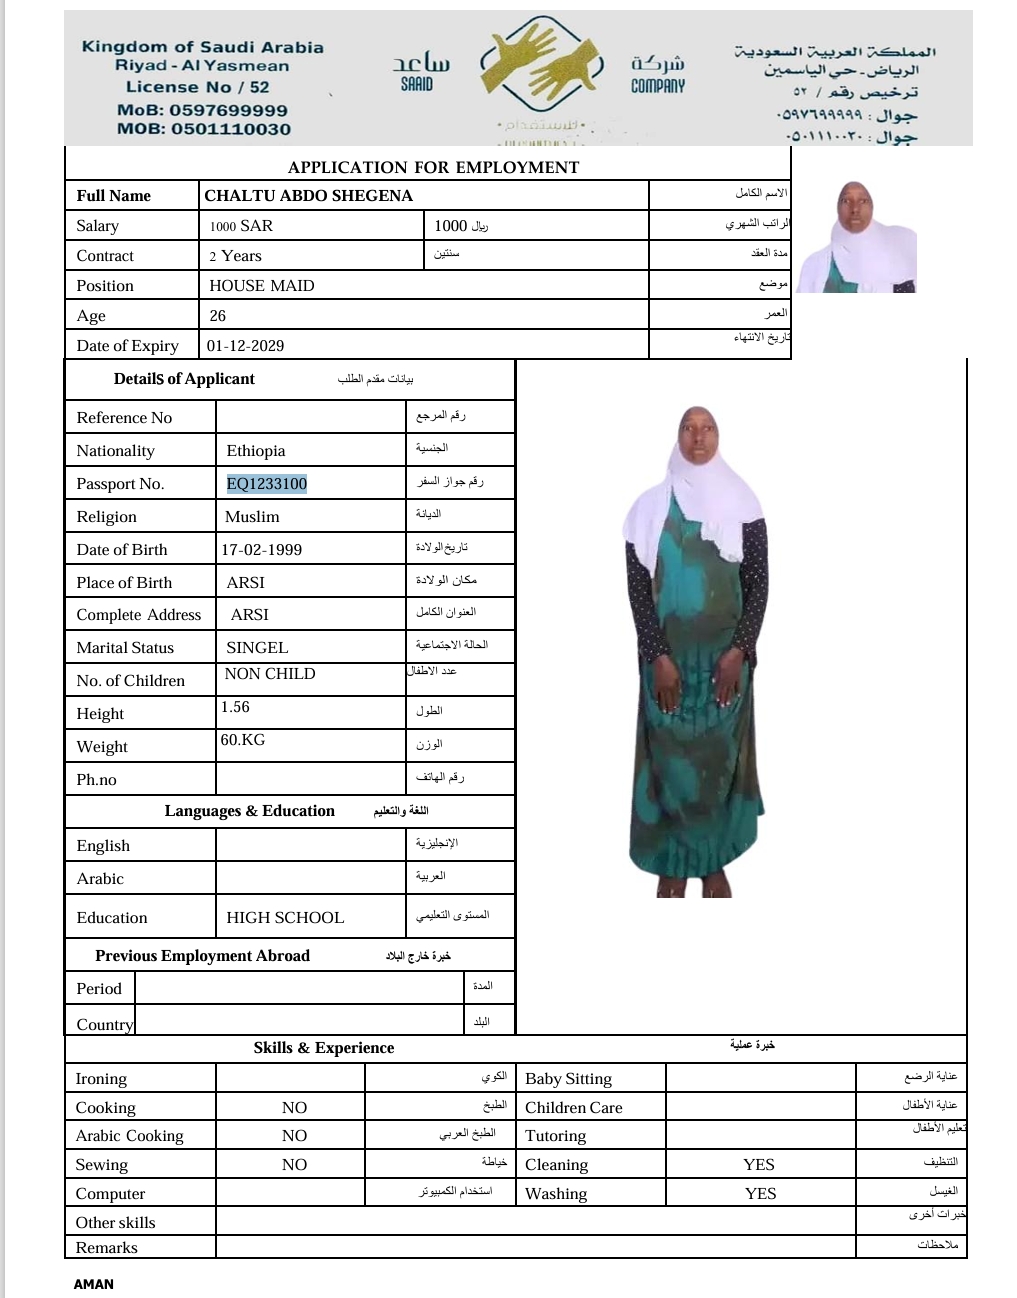 Kingdom of Saudi Arabia
Riyad - Al Yasmean
License No / 52
MoB: 0597699999
MOB: 0501110030
ساعد
SAAID
شركة
COMPANY
للاستقدام
المملكة العربية السعودية
الرياض - حي الياسمين
ترخيص رقم / ٥٢
جوال : ٠٥٩٧٦٩٩٩٩٩
جوال : ٠٥٠١١١٠٠٣٠
APPLICATION FOR EMPLOYMENT
Full Name CHALTU ABDO SHEGENA الاسم الكامل
Salary 1000 SAR 1000 ريال الراتب الشهري
Contract 2 Years سنتين مدة العقد
Position HOUSE MAID موضع
Age 26 العمر
Date of Expiry 01-12-2029 تاريخ الانتهاء
Details of Applicant بيانات مقدم الطلب
Reference No رقم المرجع
Nationality Ethiopia الجنسية
Passport No. EQ1233100 رقم جواز السفر
Religion Muslim الديانة
Date of Birth 17-02-1999 تاريخ الولادة
Place of Birth ARSI مكان الولادة
Complete Address ARSI العنوان الكامل
Marital Status SINGEL الحالة الاجتماعية
No. of Children NON CHILD عدد الاطفال
Height 1.56 الطول
Weight 60.KG الوزن
Ph.no رقم الهاتف
Languages & Education اللغة والتعليم
English الإنجليزية
Arabic العربية
Education HIGH SCHOOL المستوى التعليمي
Previous Employment Abroad خبرة خارج البلاد
Period المدة
Country البلد
Skills & Experience خبرة عملية
Ironing الكوي Baby Sitting عناية الرضع
Cooking NO الطبخ Children Care عناية الأطفال
Arabic Cooking NO الطبخ العربي Tutoring تعليم الأطفال
Sewing NO خياطة Cleaning YES التنظيف
Computer استخدام الكمبيوتر Washing YES الغيسل
Other skills خبرات أخرى
Remarks ملاحظات
AMAN